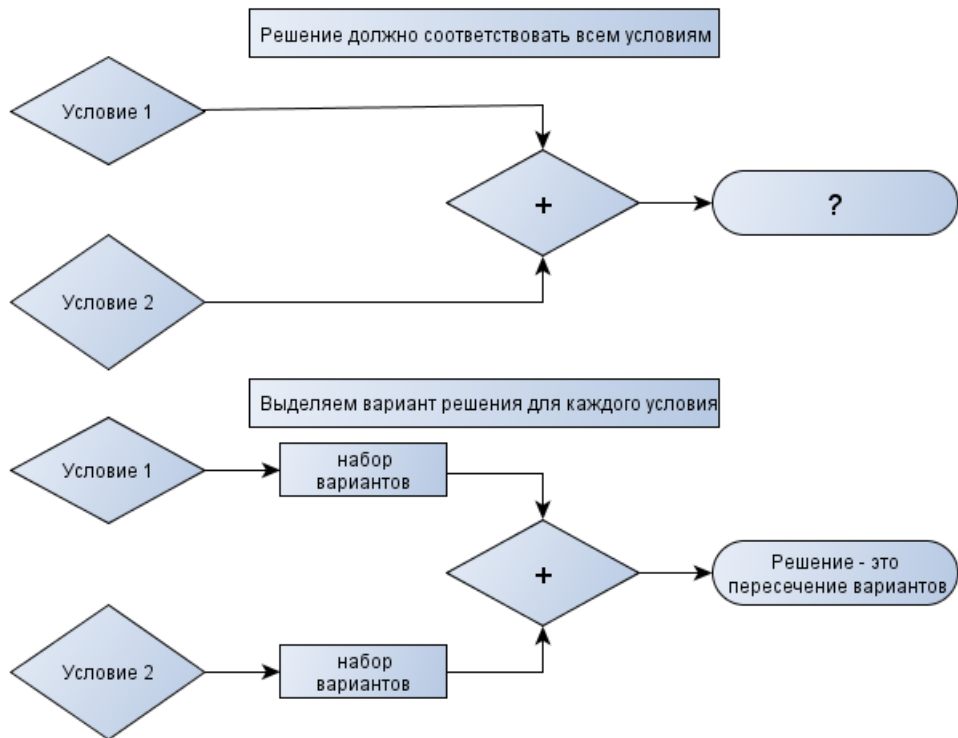 Решение должно соответствовать всем условиям
Условие 1
+
?
Условие 2
Выделяем вариант решения для каждого условия
Условие 1
набор
вариантов
+
Решение - это
пересечение вариантов
Условие 2
набор
вариантов